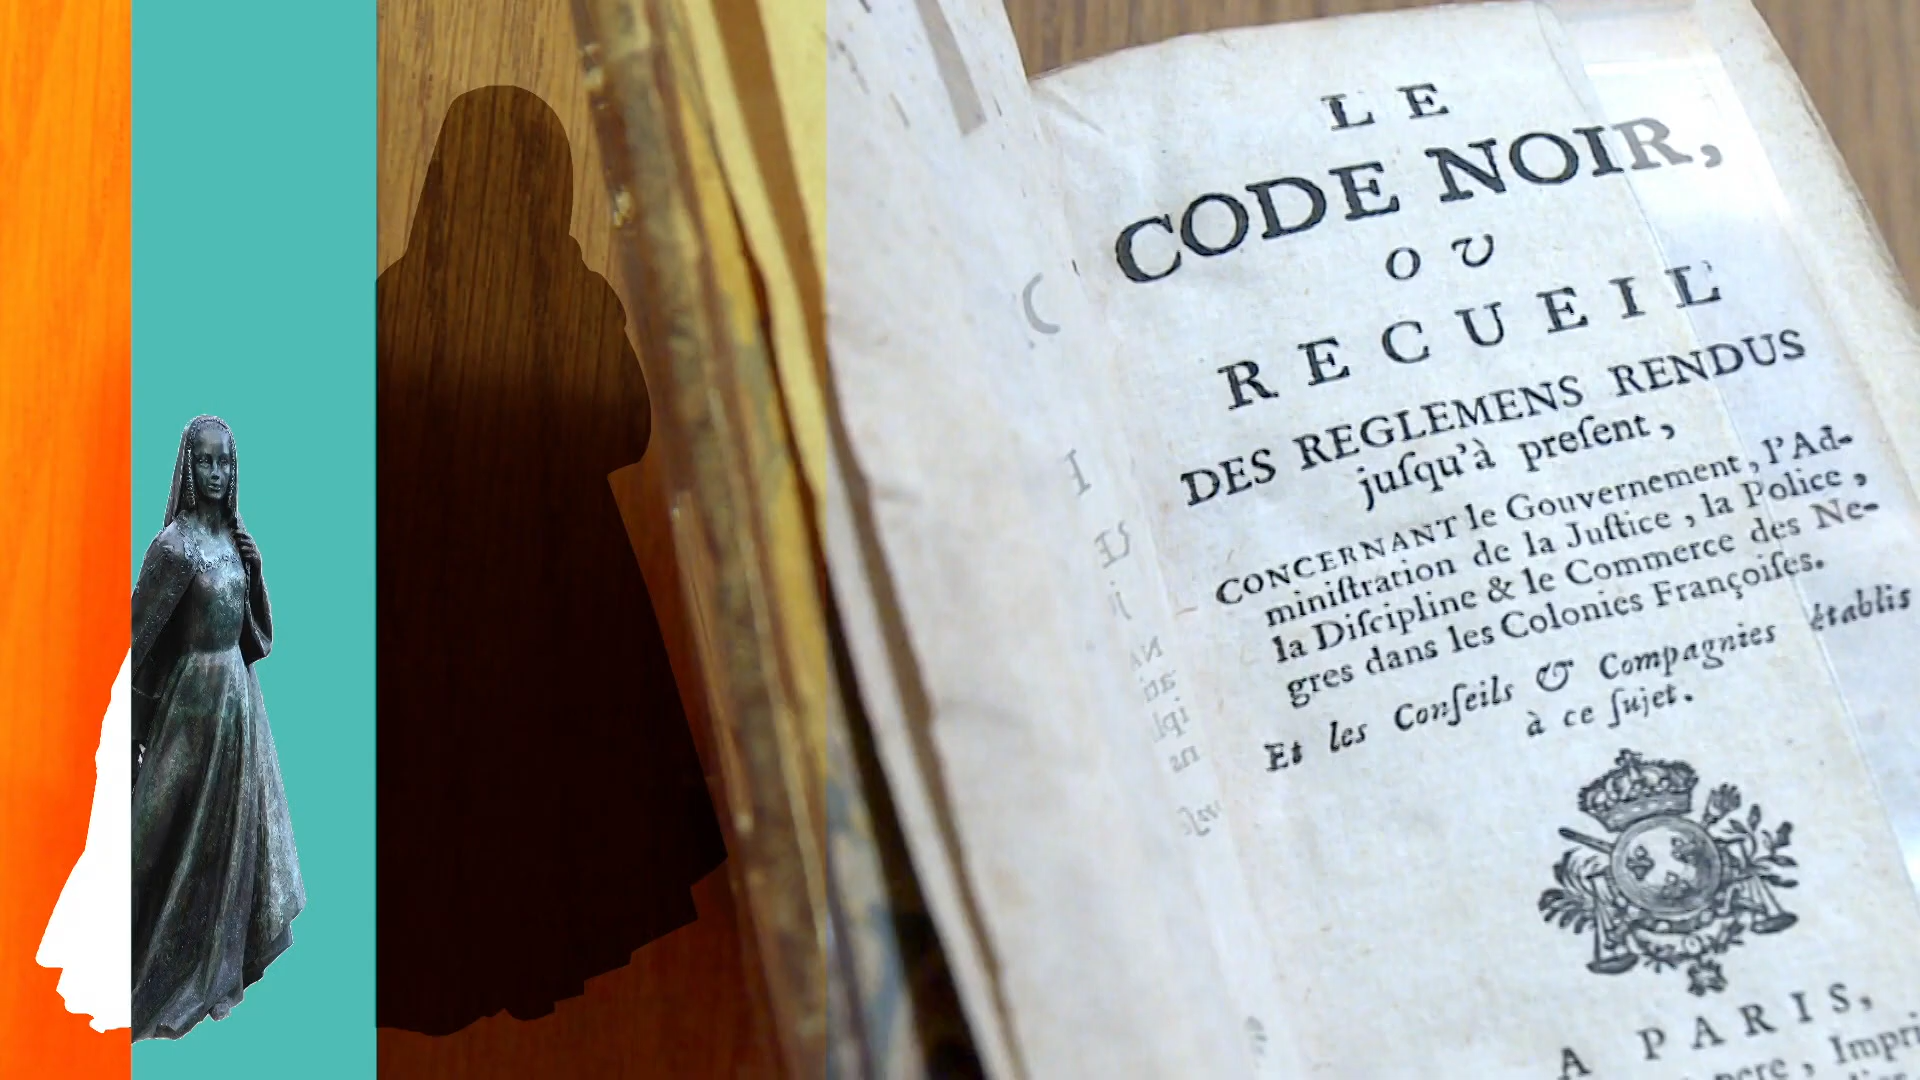 LE
CODE NOIR,
OU
RECUEIL
DES REGLEMENS RENDUS
juſqu'à preſent,
CONCERNANT le Gouvernement, l'Ad-
miniſtration de la Juſtice, la Police,
la Diſcipline & le Commerce des Ne-
gres dans les Colonies Françoiſes.
Et les Conſeils & Compagnies établis
à ce ſujet.
A PARIS,